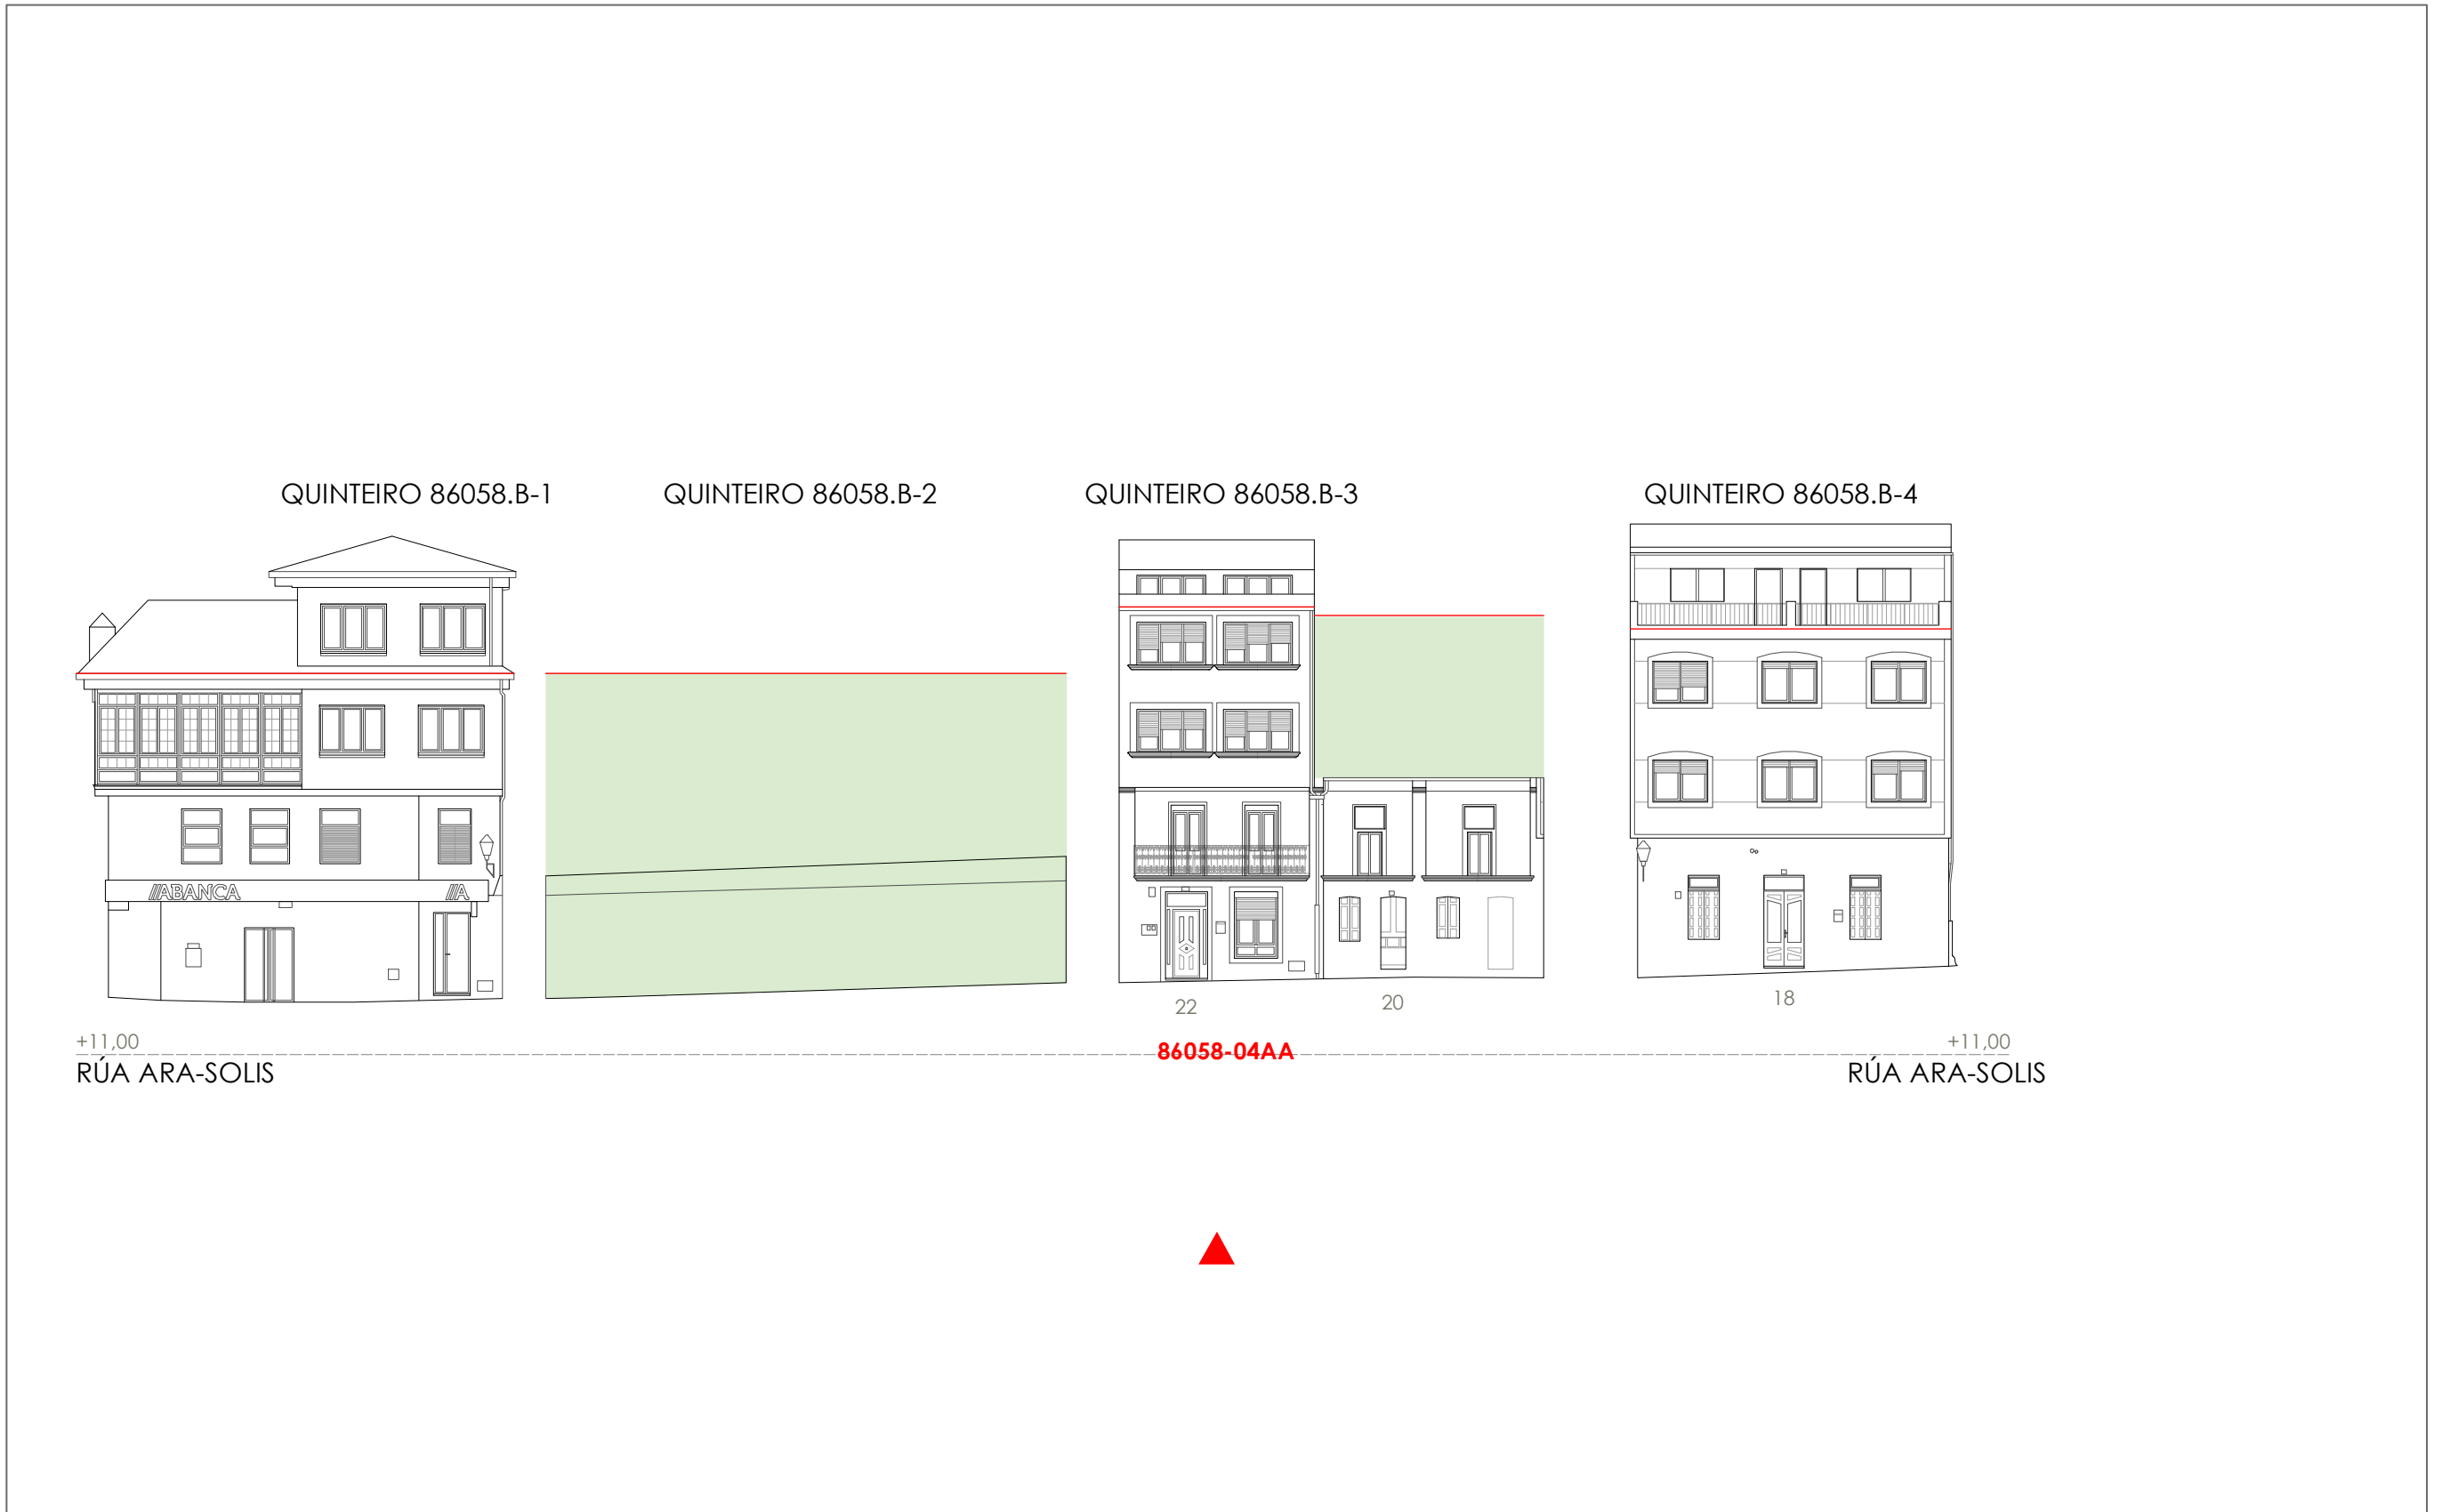 QUINTEIRO 86058.B-1
QUINTEIRO 86058.B-2
QUINTEIRO 86058.B-3
QUINTEIRO 86058.B-4
//ABANCA
//A
22
20
18
+11,00
86058-04AA
+11,00
RÚA ARA-SOLIS
RÚA ARA-SOLIS